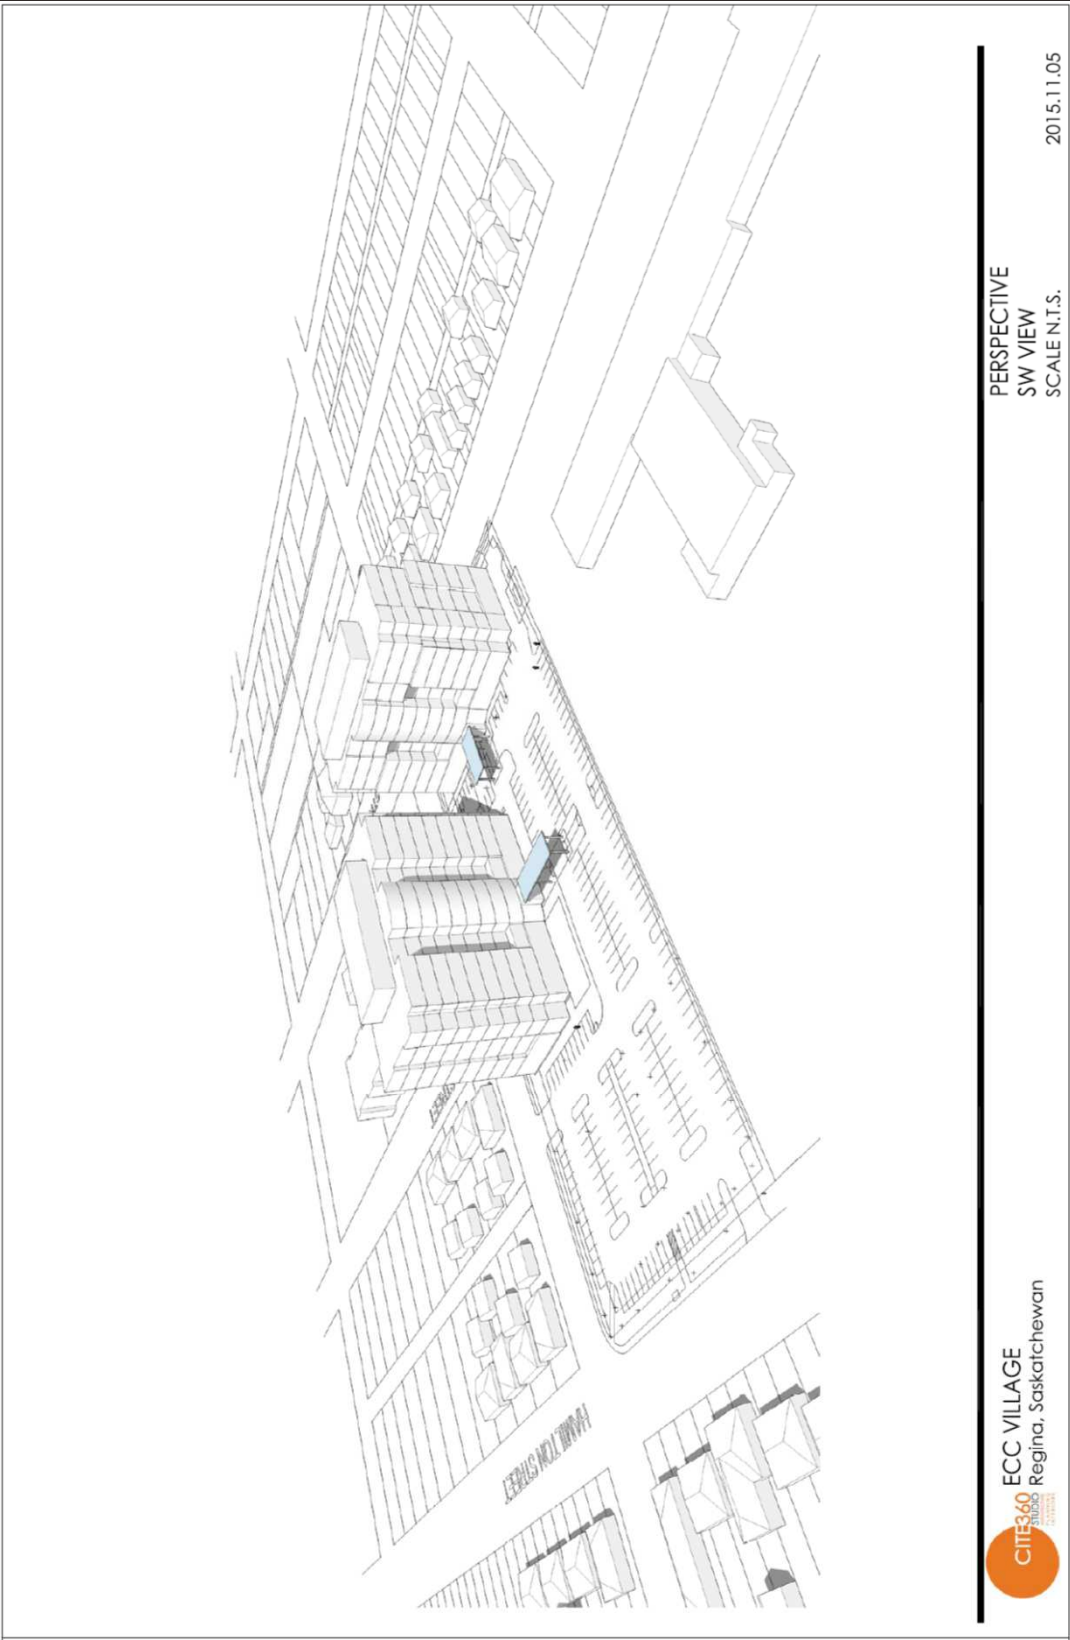 HAMILTON STREET
CITE360
STUDIO
ECC VILLAGE
Regina, Saskatchewan
PERSPECTIVE
SW VIEW
SCALE N.T.S.
2015.11.05